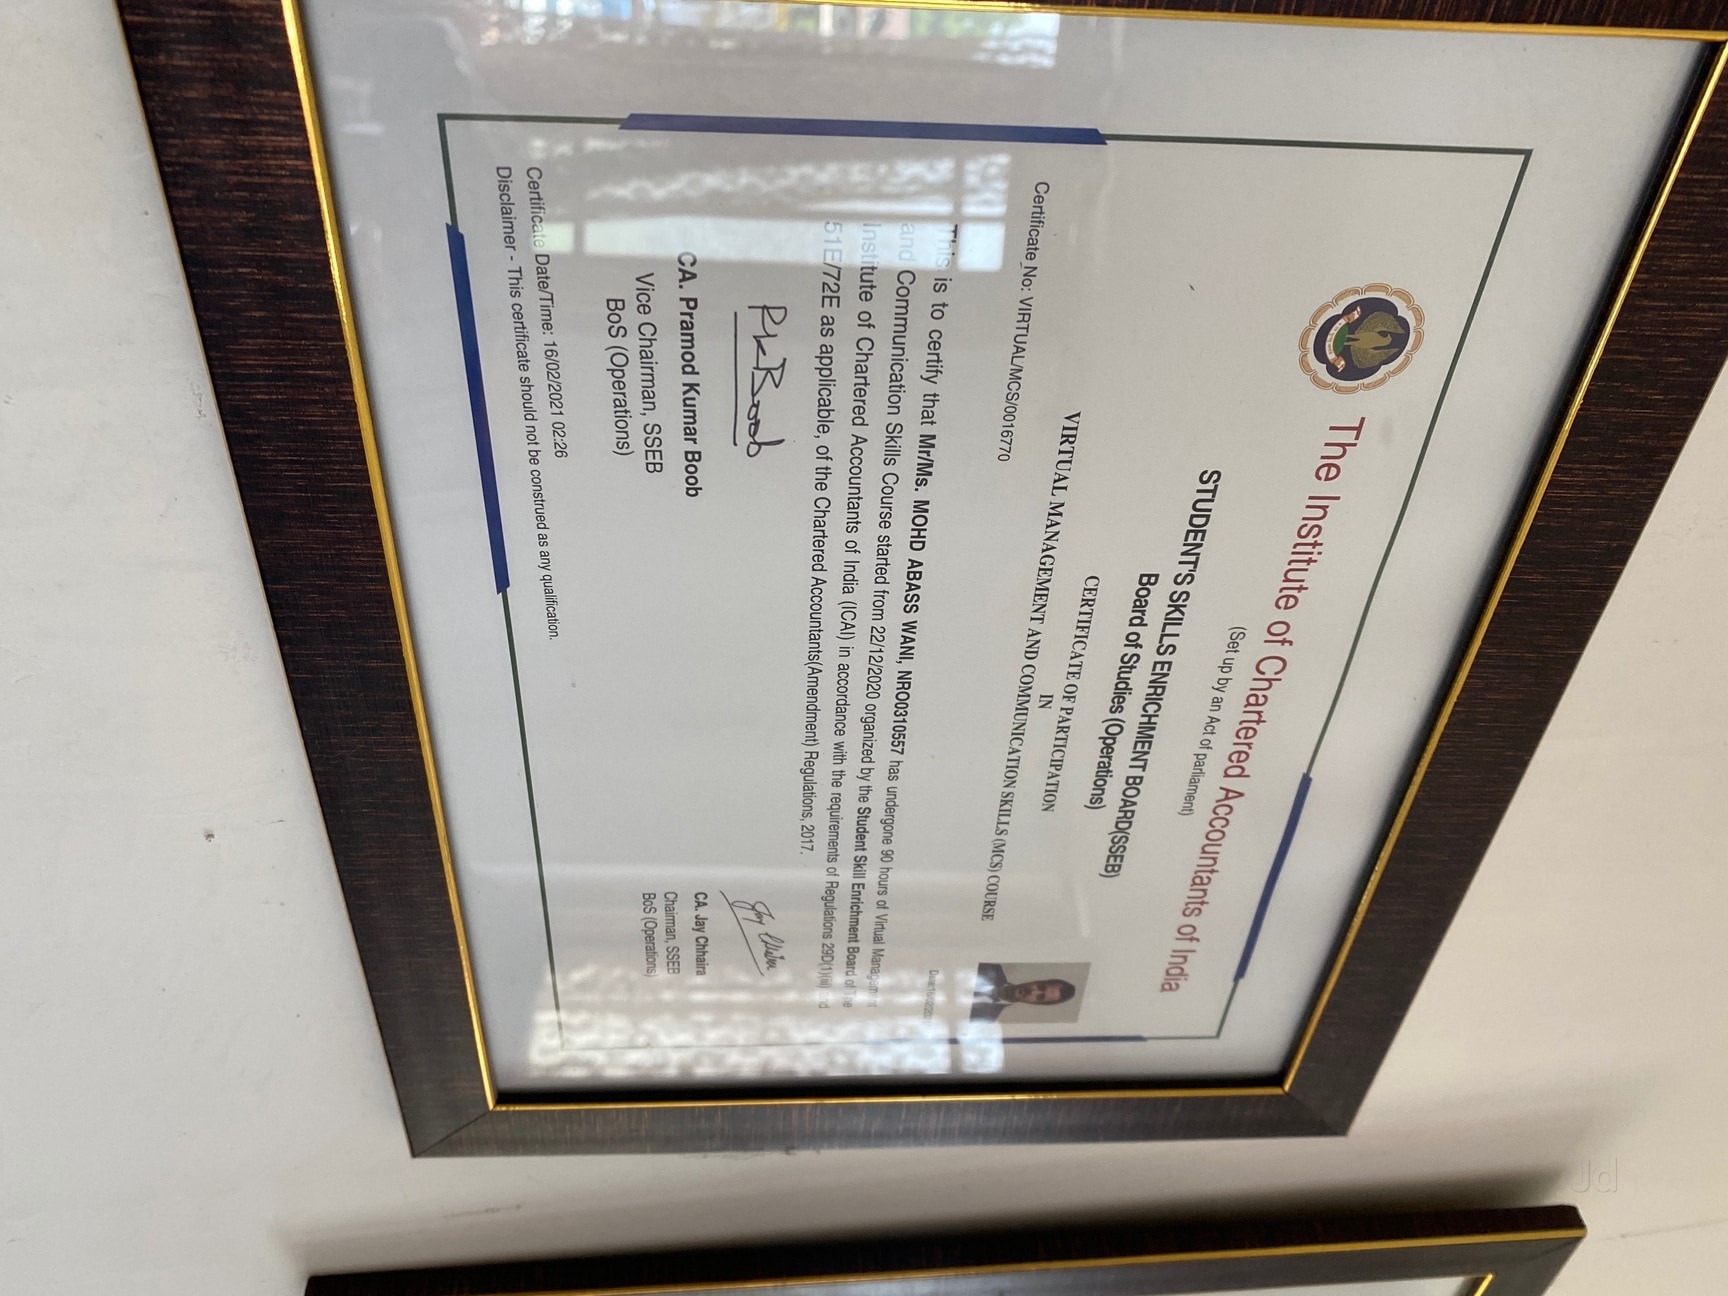 The Institute of Chartered Accountants of India
(Set up by an Act of parliament)
STUDENT'S SKILLS ENRICHMENT BOARD(SSEB)
Board of Studies (Operations)
CERTIFICATE OF PARTICIPATION
IN
VIRTUAL MANAGEMENT AND COMMUNICATION SKILLS (MCS) COURSE
Certificate No: VIRTUAL/MCS/0016770
This is to certify that Mr/Ms. MOHD ABASS WANI, NRO0310557 has undergone 90 hours of Virtual Management
and Communication Skills Course started from 22/12/2020 organized by the Student Skill Enrichment Board of The
Institute of Chartered Accountants of India (ICAI) in accordance with the requirements of Regulations 29D(1)(iii) and
51E/72E as applicable, of the Chartered Accountants(Amendment) Regulations, 2017.
PkBoob
CA. Pramod Kumar Boob
Vice Chairman, SSEB
BoS (Operations)
CA. Jay Chhaira
Chairman, SSEB
BoS (Operations)
Certificate Date/Time: 16/02/2021 02:26
Disclaimer - This certificate should not be construed as any qualification.
Jd